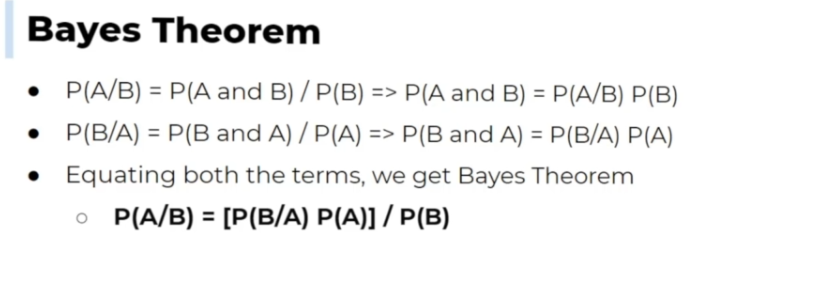 Bayes Theorem
● P(A/B) = P(A and B) / P(B) => P(A and B) = P(A/B) P(B)
● P(B/A) = P(B and A) / P(A) => P(B and A) = P(B/A) P(A)
● Equating both the terms, we get Bayes Theorem
○ P(A/B) = [P(B/A) P(A)] / P(B)